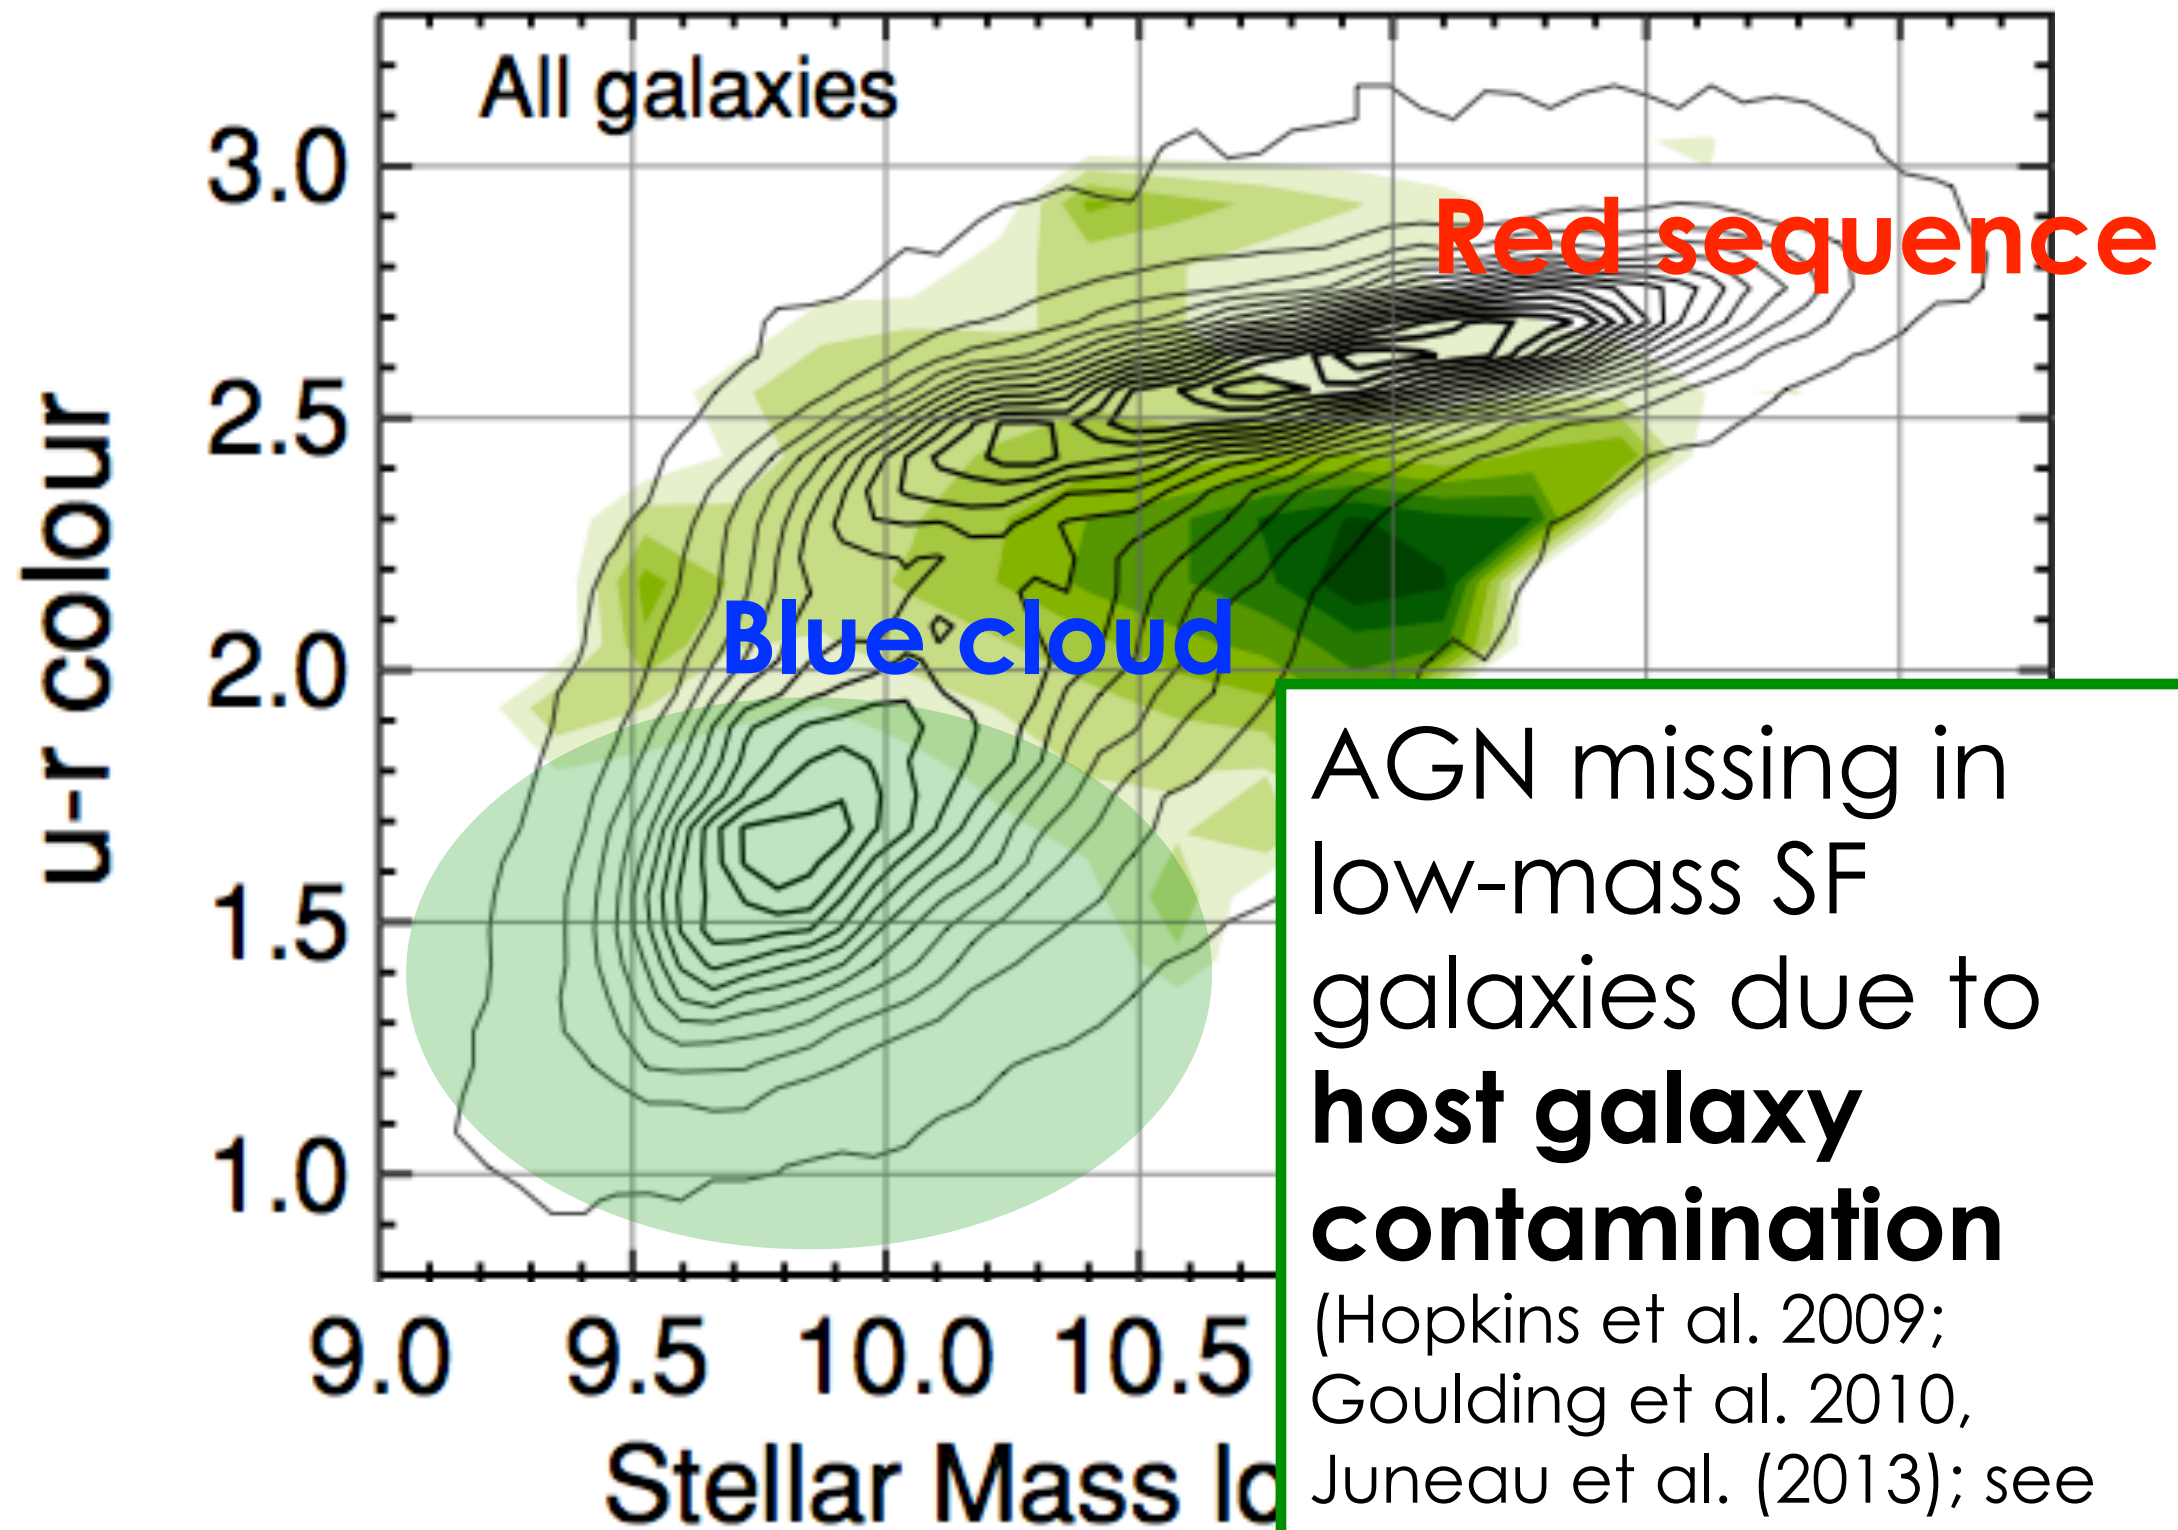 All galaxies
3.0
Red sequence
2.5
u-r colour
2.0
Blue cloud
1.5
1.0
9.0 9.5 10.0 10.5
Stellar Mass lo
AGN missing in
low-mass SF
galaxies due to
host galaxy
contamination
(Hopkins et al. 2009;
Goulding et al. 2010,
Juneau et al. (2013); see